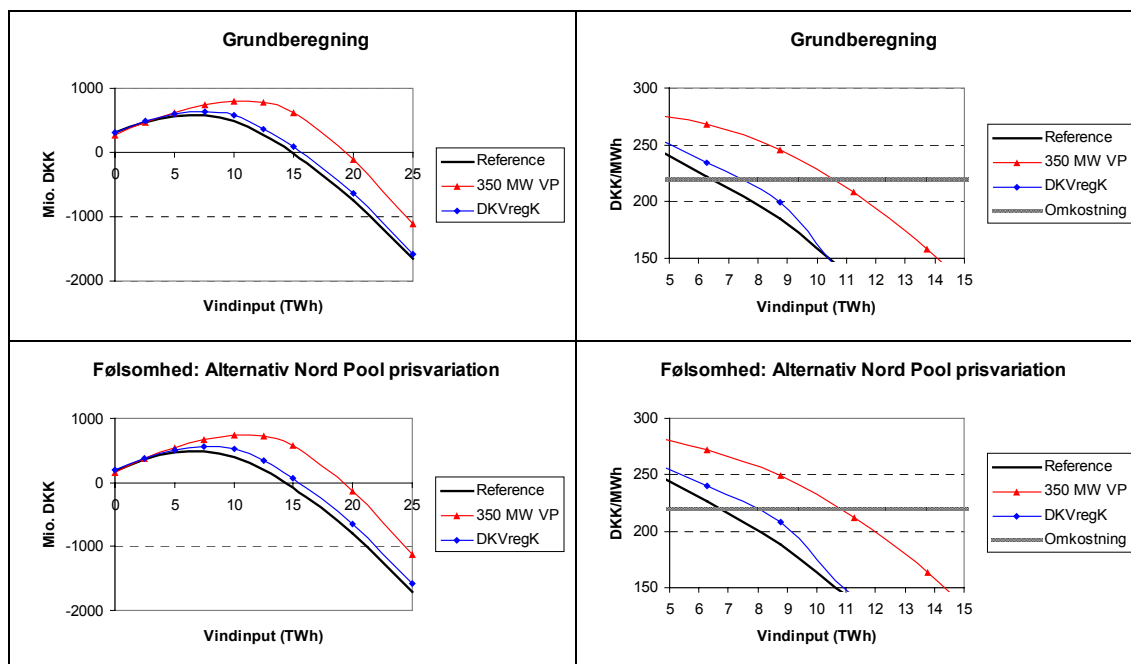 Grundberegning
1000
0
-1000
-2000
0 5 10 15 20 25
Mio. DKK
Vindinput (TWh)
Reference
350 MW VP
DKVregK
Grundberegning
300
250
200
150
5 6 7 8 9 10 11 12 13 14 15
DKK/MWh
Vindinput (TWh)
Reference
350 MW VP
DKVregK
Omkostning
Følsomhed: Alternativ Nord Pool prisvariation
1000
0
-1000
-2000
0 5 10 15 20 25
Mio. DKK
Vindinput (TWh)
Reference
350 MW VP
DKVregK
Følsomhed: Alternativ Nord Pool prisvariation
300
250
200
150
5 6 7 8 9 10 11 12 13 14 15
DKK/MWh
Vindinput (TWh)
Reference
350 MW VP
DKVregK
Omkostning